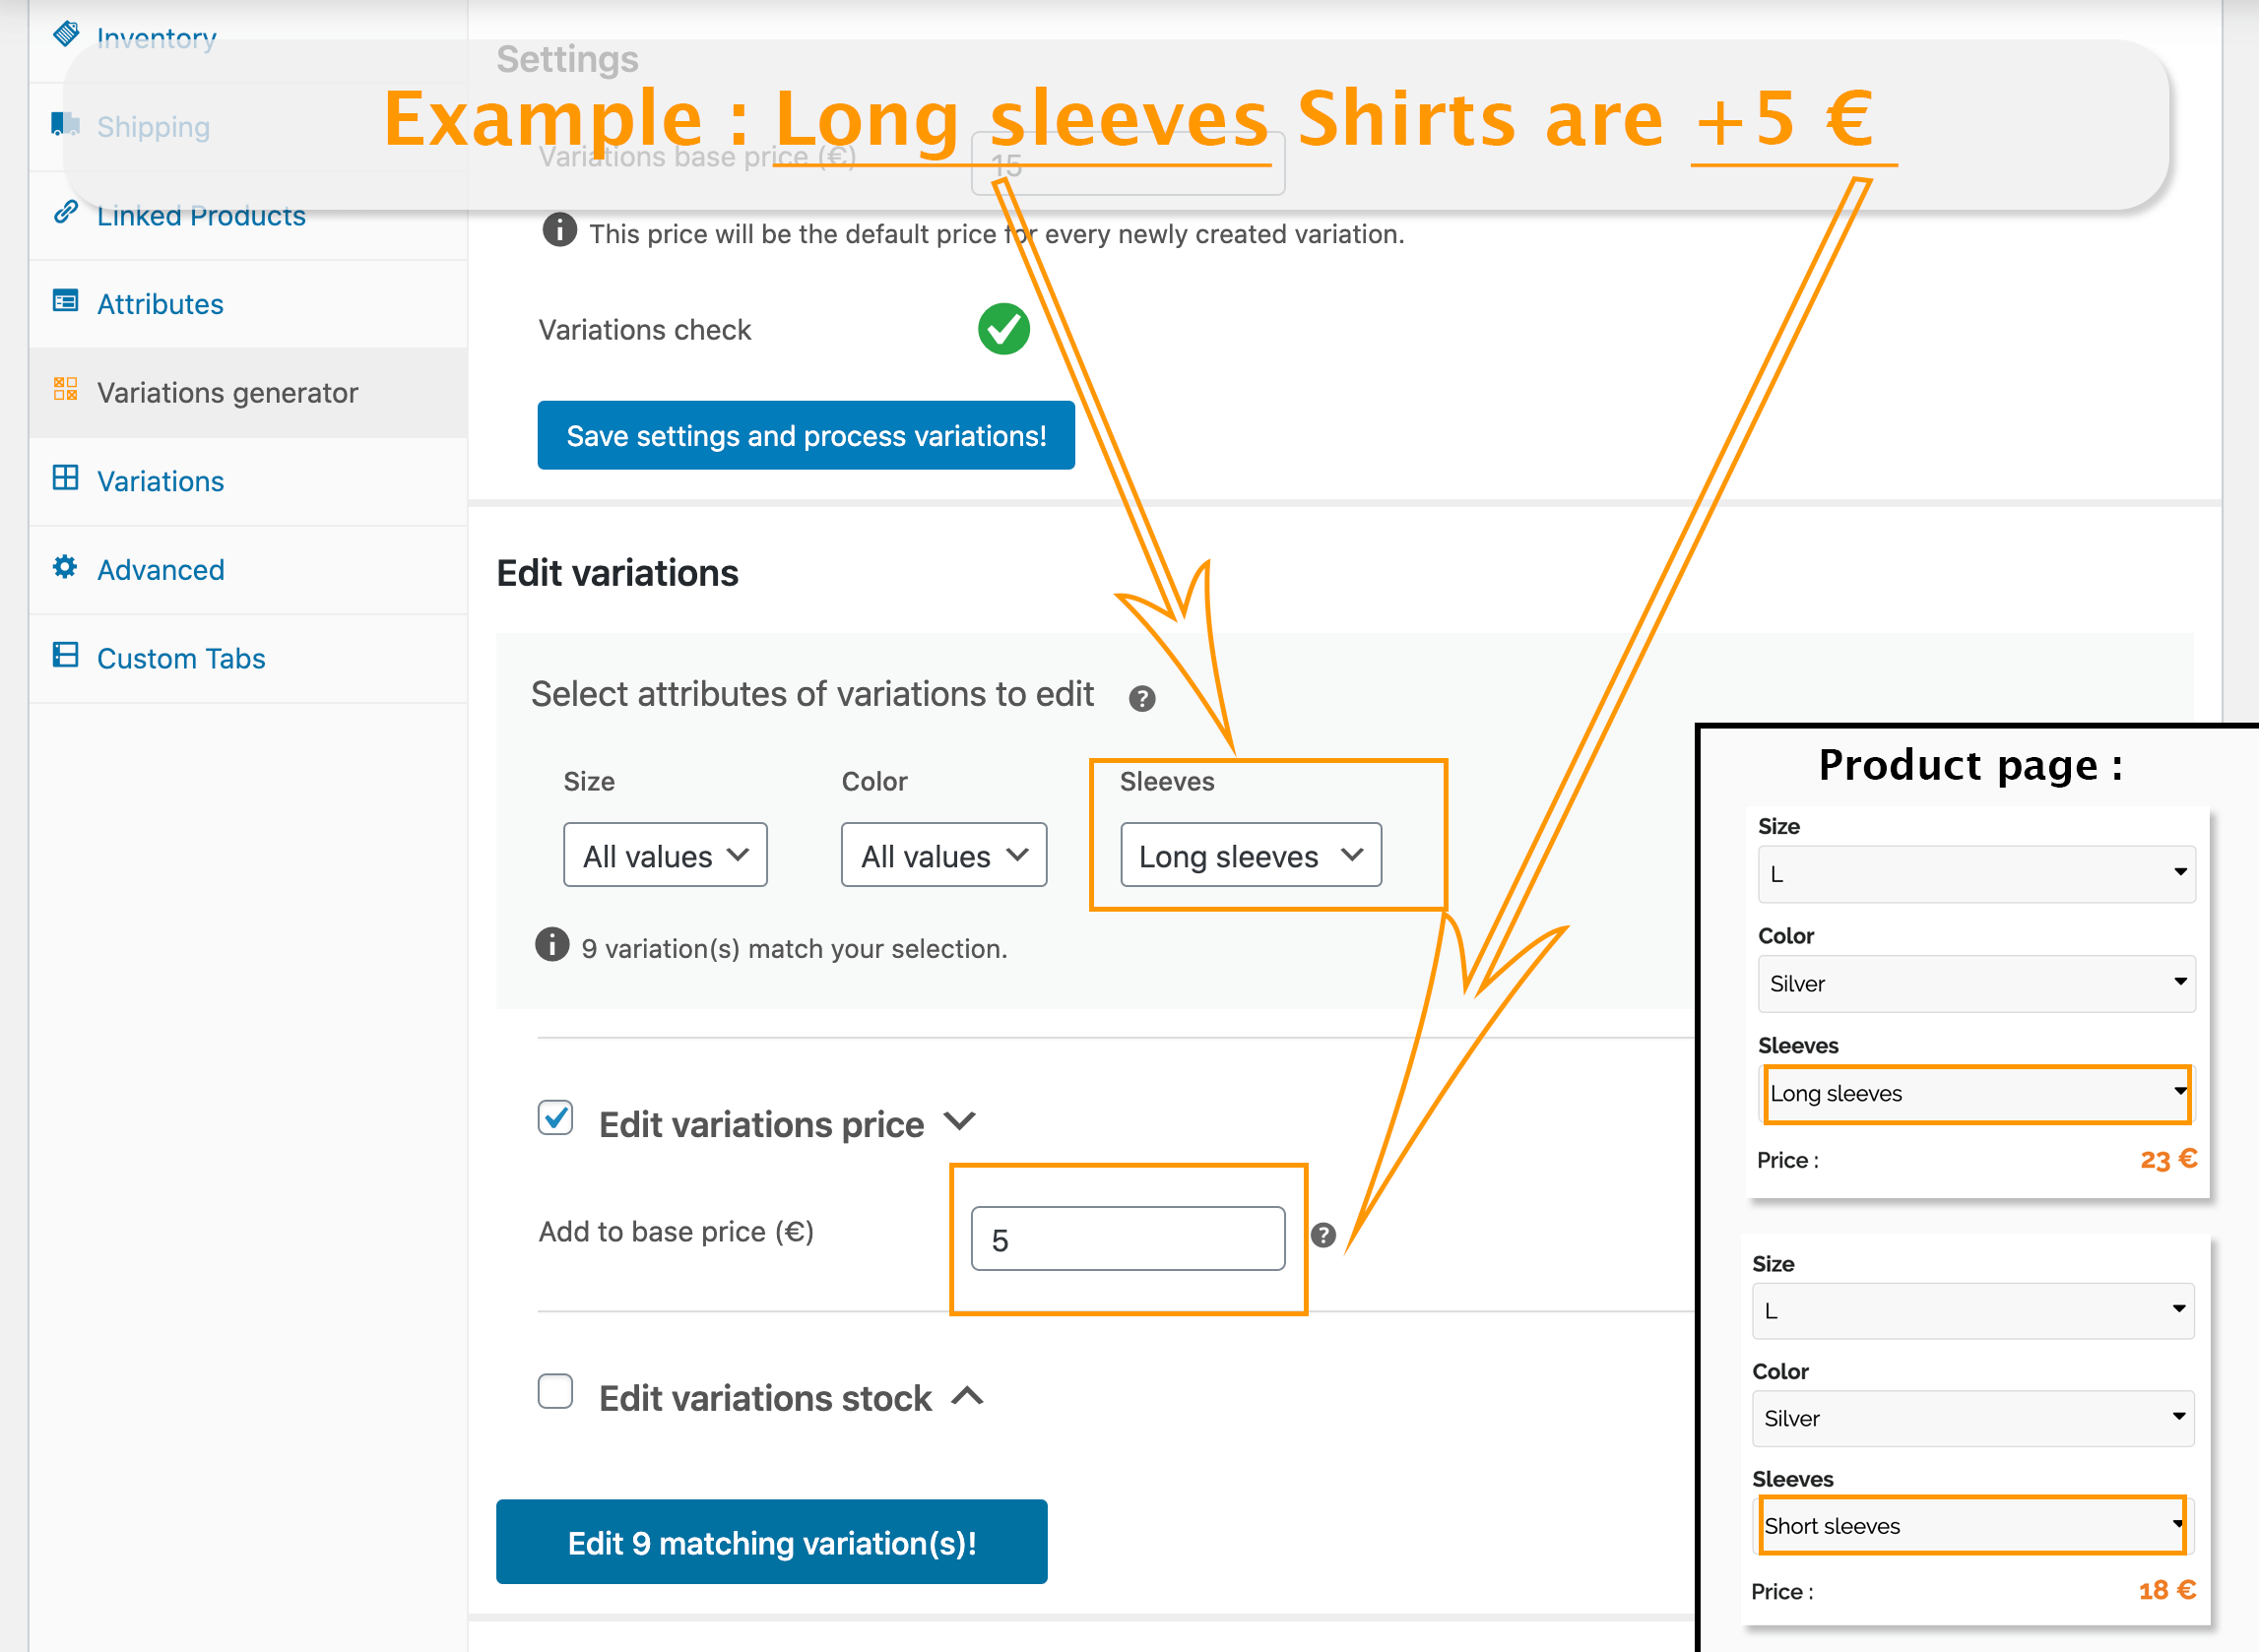 Inventory
Shipping
Linked Products
Attributes
Variations generator
Variations
Advanced
Custom Tabs
Settings
Example : Long sleeves Shirts are +5 €
Variations base price (€)
15
This price will be the default price for every newly created variation.
Variations check
Save settings and process variations!
Edit variations
Select attributes of variations to edit ?
Size
Color
Sleeves
All values
All values
Long sleeves
9 variation(s) match your selection.
Edit variations price
Add to base price (€)
5
?
Edit variations stock
Edit 9 matching variation(s)!
Product page :
Size
L
Color
Silver
Sleeves
Long sleeves
Price :
23 €
Size
L
Color
Silver
Sleeves
Short sleeves
Price :
18 €